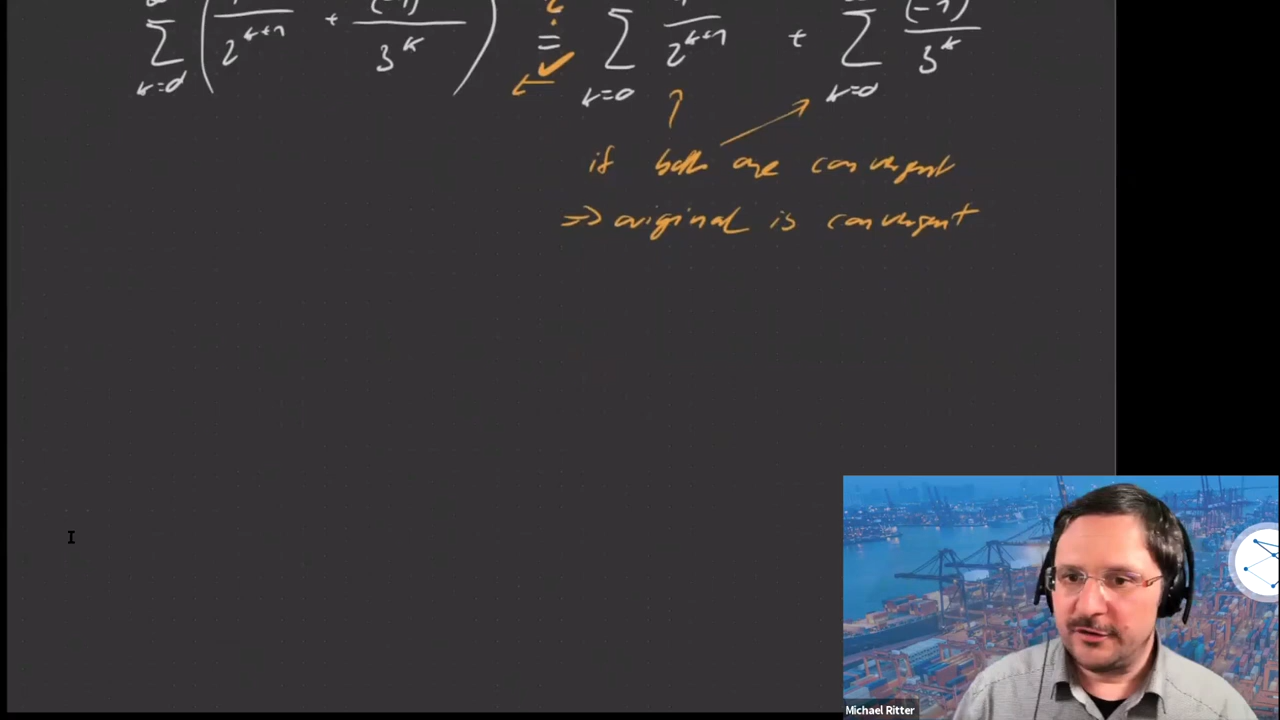 ∞ ∑ k=0 ( 1 / 2^{k+1} + (-1) / 3^k ) = ∑ k=0 1 / 2^{k+1} + ∞ ∑ k=0 (-1) / 3^k
if both are convergent
=> original is convergent
Michael Ritter